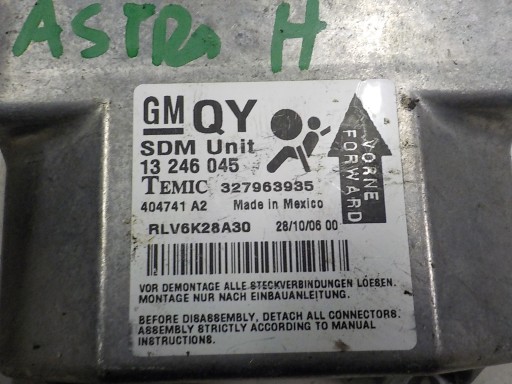 ASTRA H
GM QY
SDM Unit
13 246 045
TEMIC 327963935
404741 A2 Made in Mexico
RLV6K28A30 28/10/06 00
VORNE
FORWARD
VOR DEMONTAGE ALLE STECKVERBINDUNGEN LOESEN.
MONTAGE NUR NACH EINBAUANLEITUNG.
BEFORE DISASSEMBLY, DETACH ALL CONNECTORS.
ASSEMBLY STRICTLY ACCORDING TO MANUAL
INSTRUCTIONS.